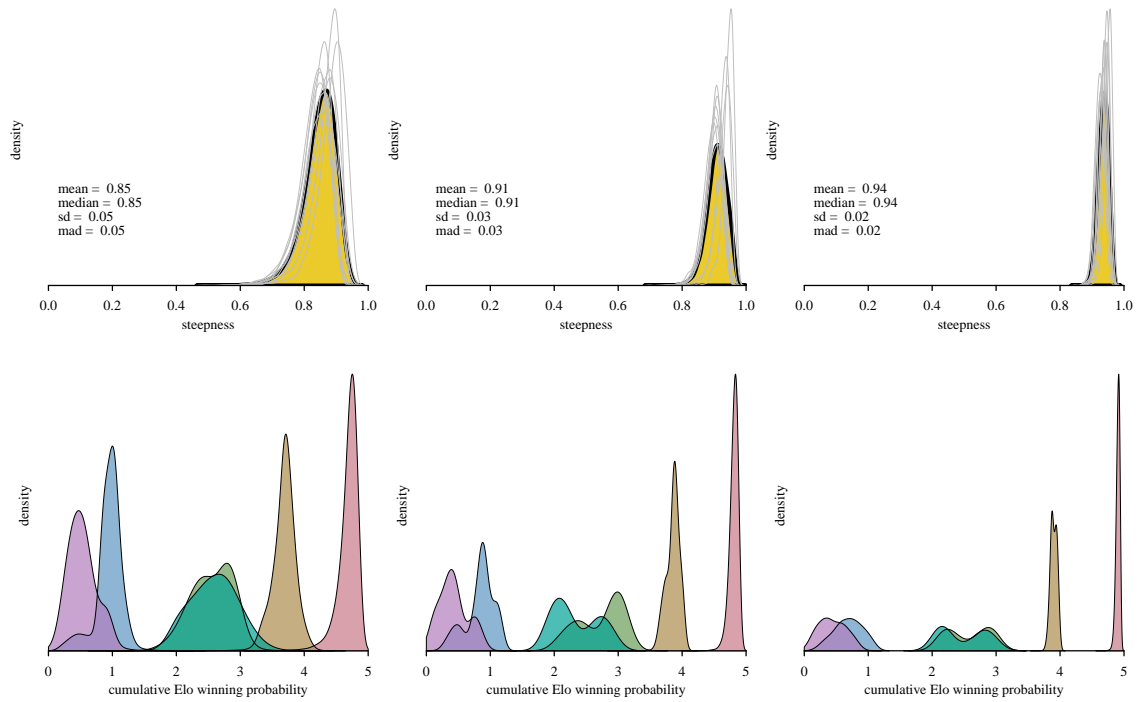 density
mean = 0.85
median = 0.85
sd = 0.05
mad = 0.05
0.0 0.2 0.4 0.6 0.8 1.0
steepness
density
mean = 0.91
median = 0.91
sd = 0.03
mad = 0.03
0.0 0.2 0.4 0.6 0.8 1.0
steepness
density
mean = 0.94
median = 0.94
sd = 0.02
mad = 0.02
0.0 0.2 0.4 0.6 0.8 1.0
steepness
density
0 1 2 3 4 5
cumulative Elo winning probability
density
0 1 2 3 4 5
cumulative Elo winning probability
density
0 1 2 3 4 5
cumulative Elo winning probability